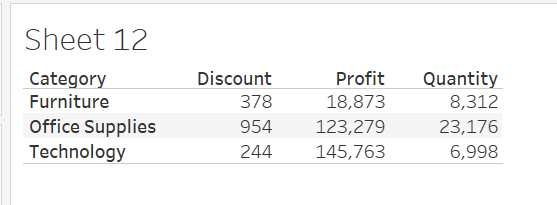 Sheet 12
Category Discount Profit Quantity
Furniture 378 18,873 8,312
Office Supplies 954 123,279 23,176
Technology 244 145,763 6,998